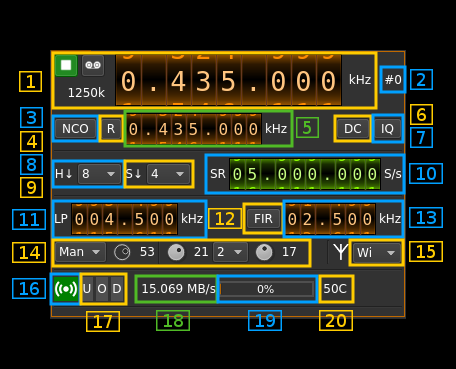 1 0.435.000 kHz #0 2
1250k
3 NCO R 0.435.000 kHz 5 DC IQ 6
4 7
8 H↓ 8 S↓ 4 SR 05.000.000 S/s 10
9
11 LP 004.500 kHz 12 FIR 02.500 kHz 13
14 Man 53 21 2 17 Wi 15
16 U O D 15.069 MB/s 0% 50C
17 18 19 20